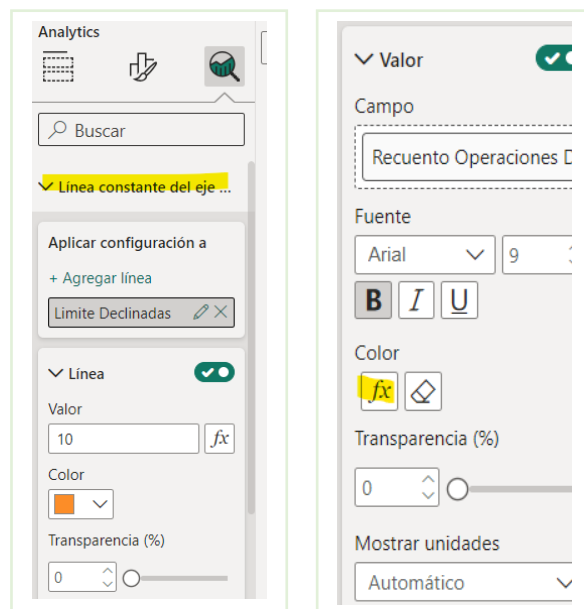 Analytics
Buscar
Línea constante del eje ...
Aplicar configuración a
+ Agregar línea
Limite Declinadas
Línea
Valor
10
fx
Color
Transparencia (%)
0
Valor
Campo
Recuento Operaciones D
Fuente
Arial
9
B I U
Color
fx
Transparencia (%)
0
Mostrar unidades
Automático